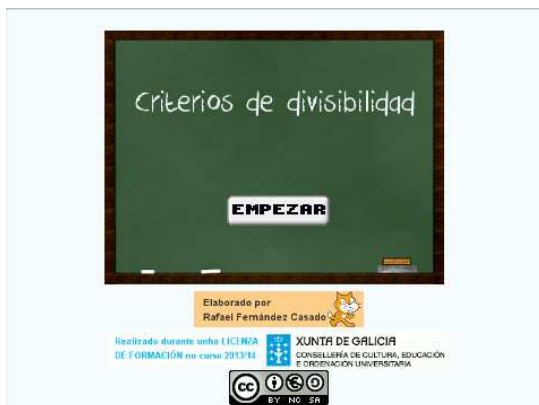 Criterios de divisibilidad
EMPEZAR
Elaborado por
Rafael Fernández Casado
Realizado durante unha LICENZA
DE FORMACIÓN no curso 2013/14
XUNTA DE GALICIA
CONSELLERÍA DE CULTURA, EDUCACIÓN
E ORDENACIÓN UNIVERSITARIA
cc
BY NC SA